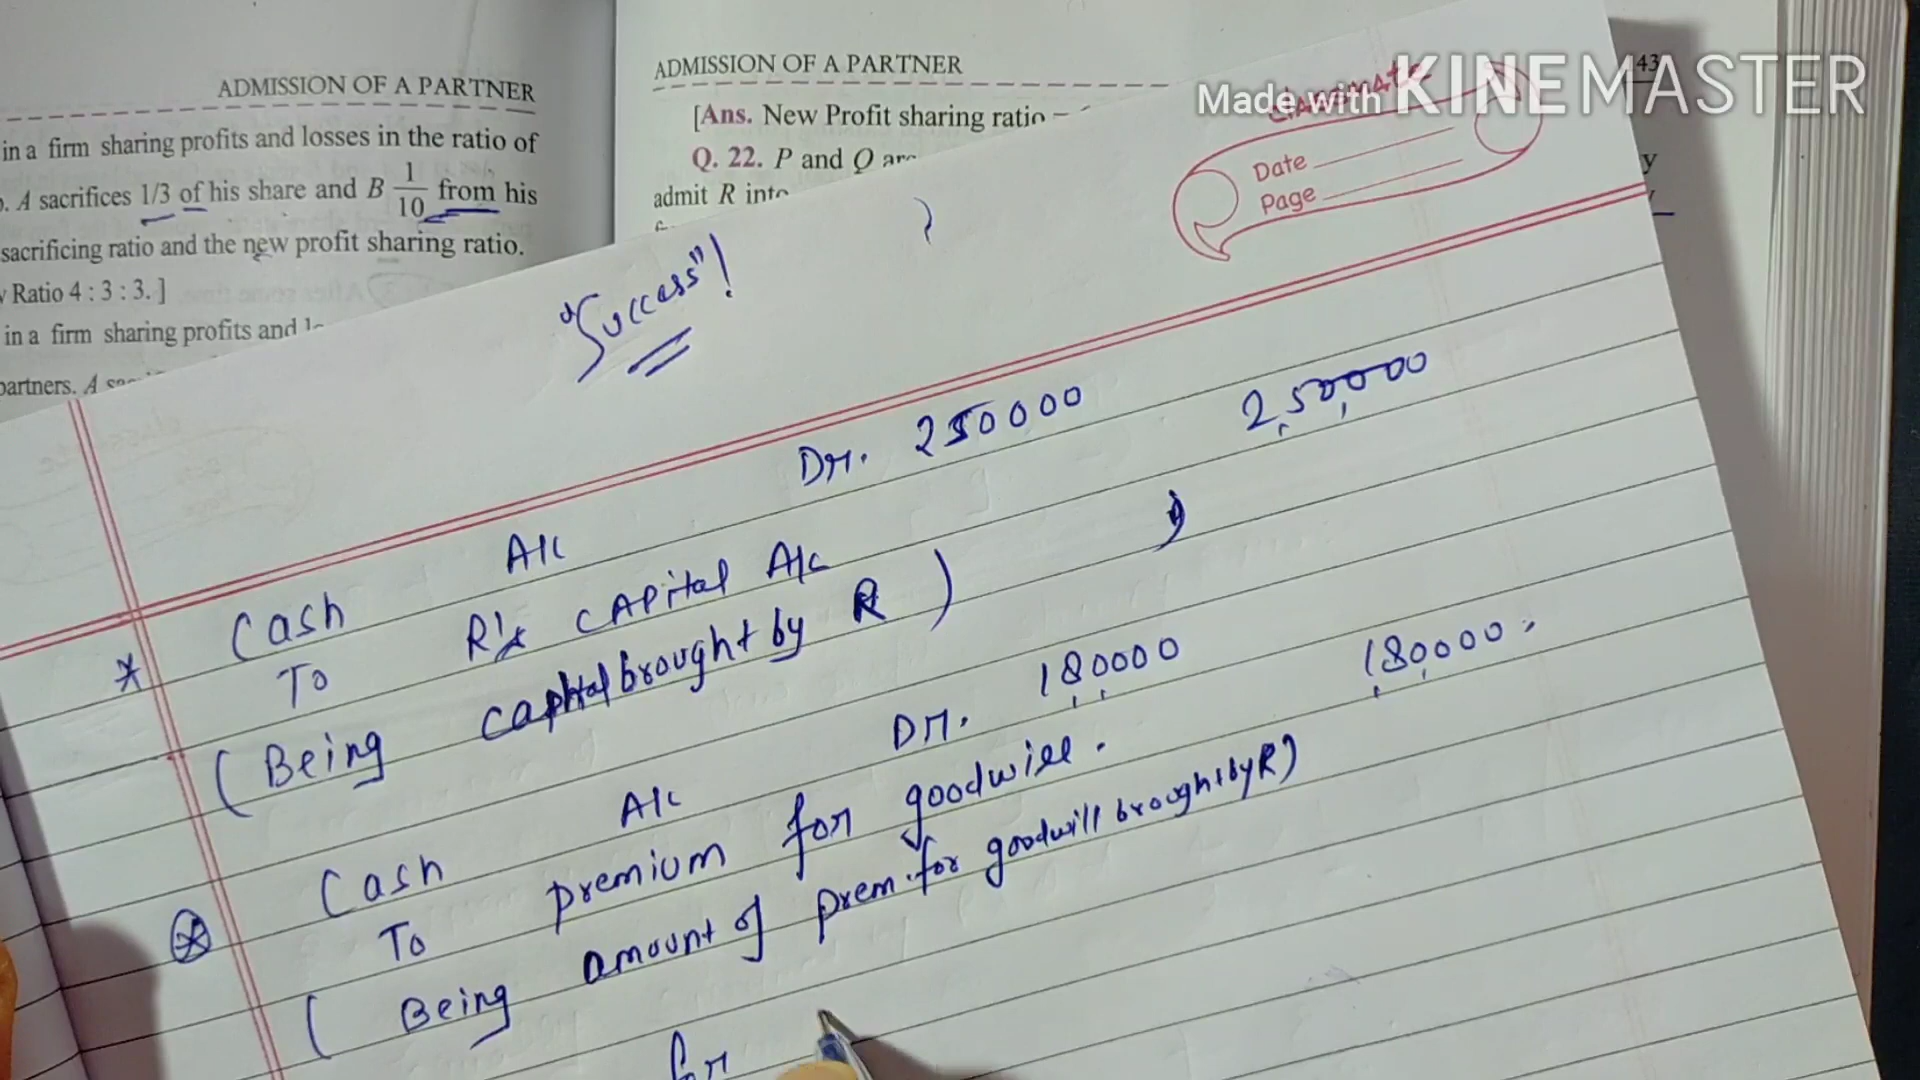 Made with KINEMASTER
ADMISSION OF A PARTNER
in a firm sharing profits and losses in the ratio of
A sacrifices 1/3 of his share and B 1/10 from his
sacrificing ratio and the new profit sharing ratio.
Ratio 4 : 3 : 3. ]
in a firm sharing profits and
partners. A
ADMISSION OF A PARTNER
43
[Ans. New Profit sharing ratio =
Q. 22. P and Q are
admit R into
y
classmate
Date
Page
"Success"!
Cash A/c Dr. 250000
To R's CAPital A/c 250000
(Being capital brought by R)
Cash A/c Dr. 180000
To premium for goodwill. 180000
(Being amount of prem. for goodwill brought by R)